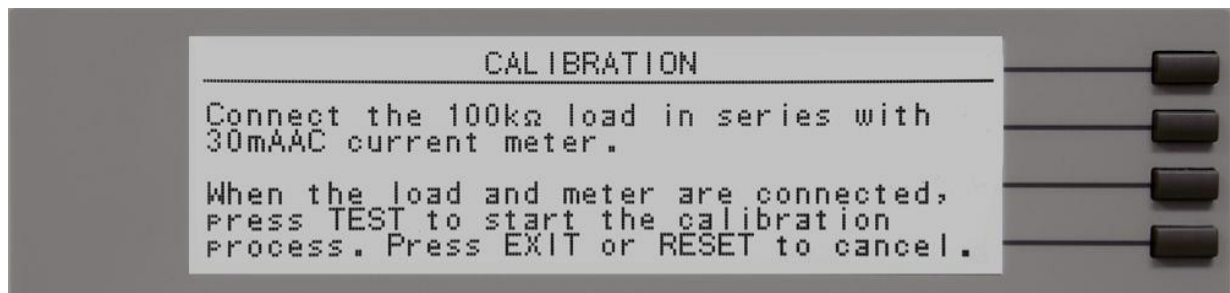 CALIBRATION
Connect the 100kΩ load in series with
30mAAC current meter.
When the load and meter are connected,
press TEST to start the calibration
process. Press EXIT or RESET to cancel.